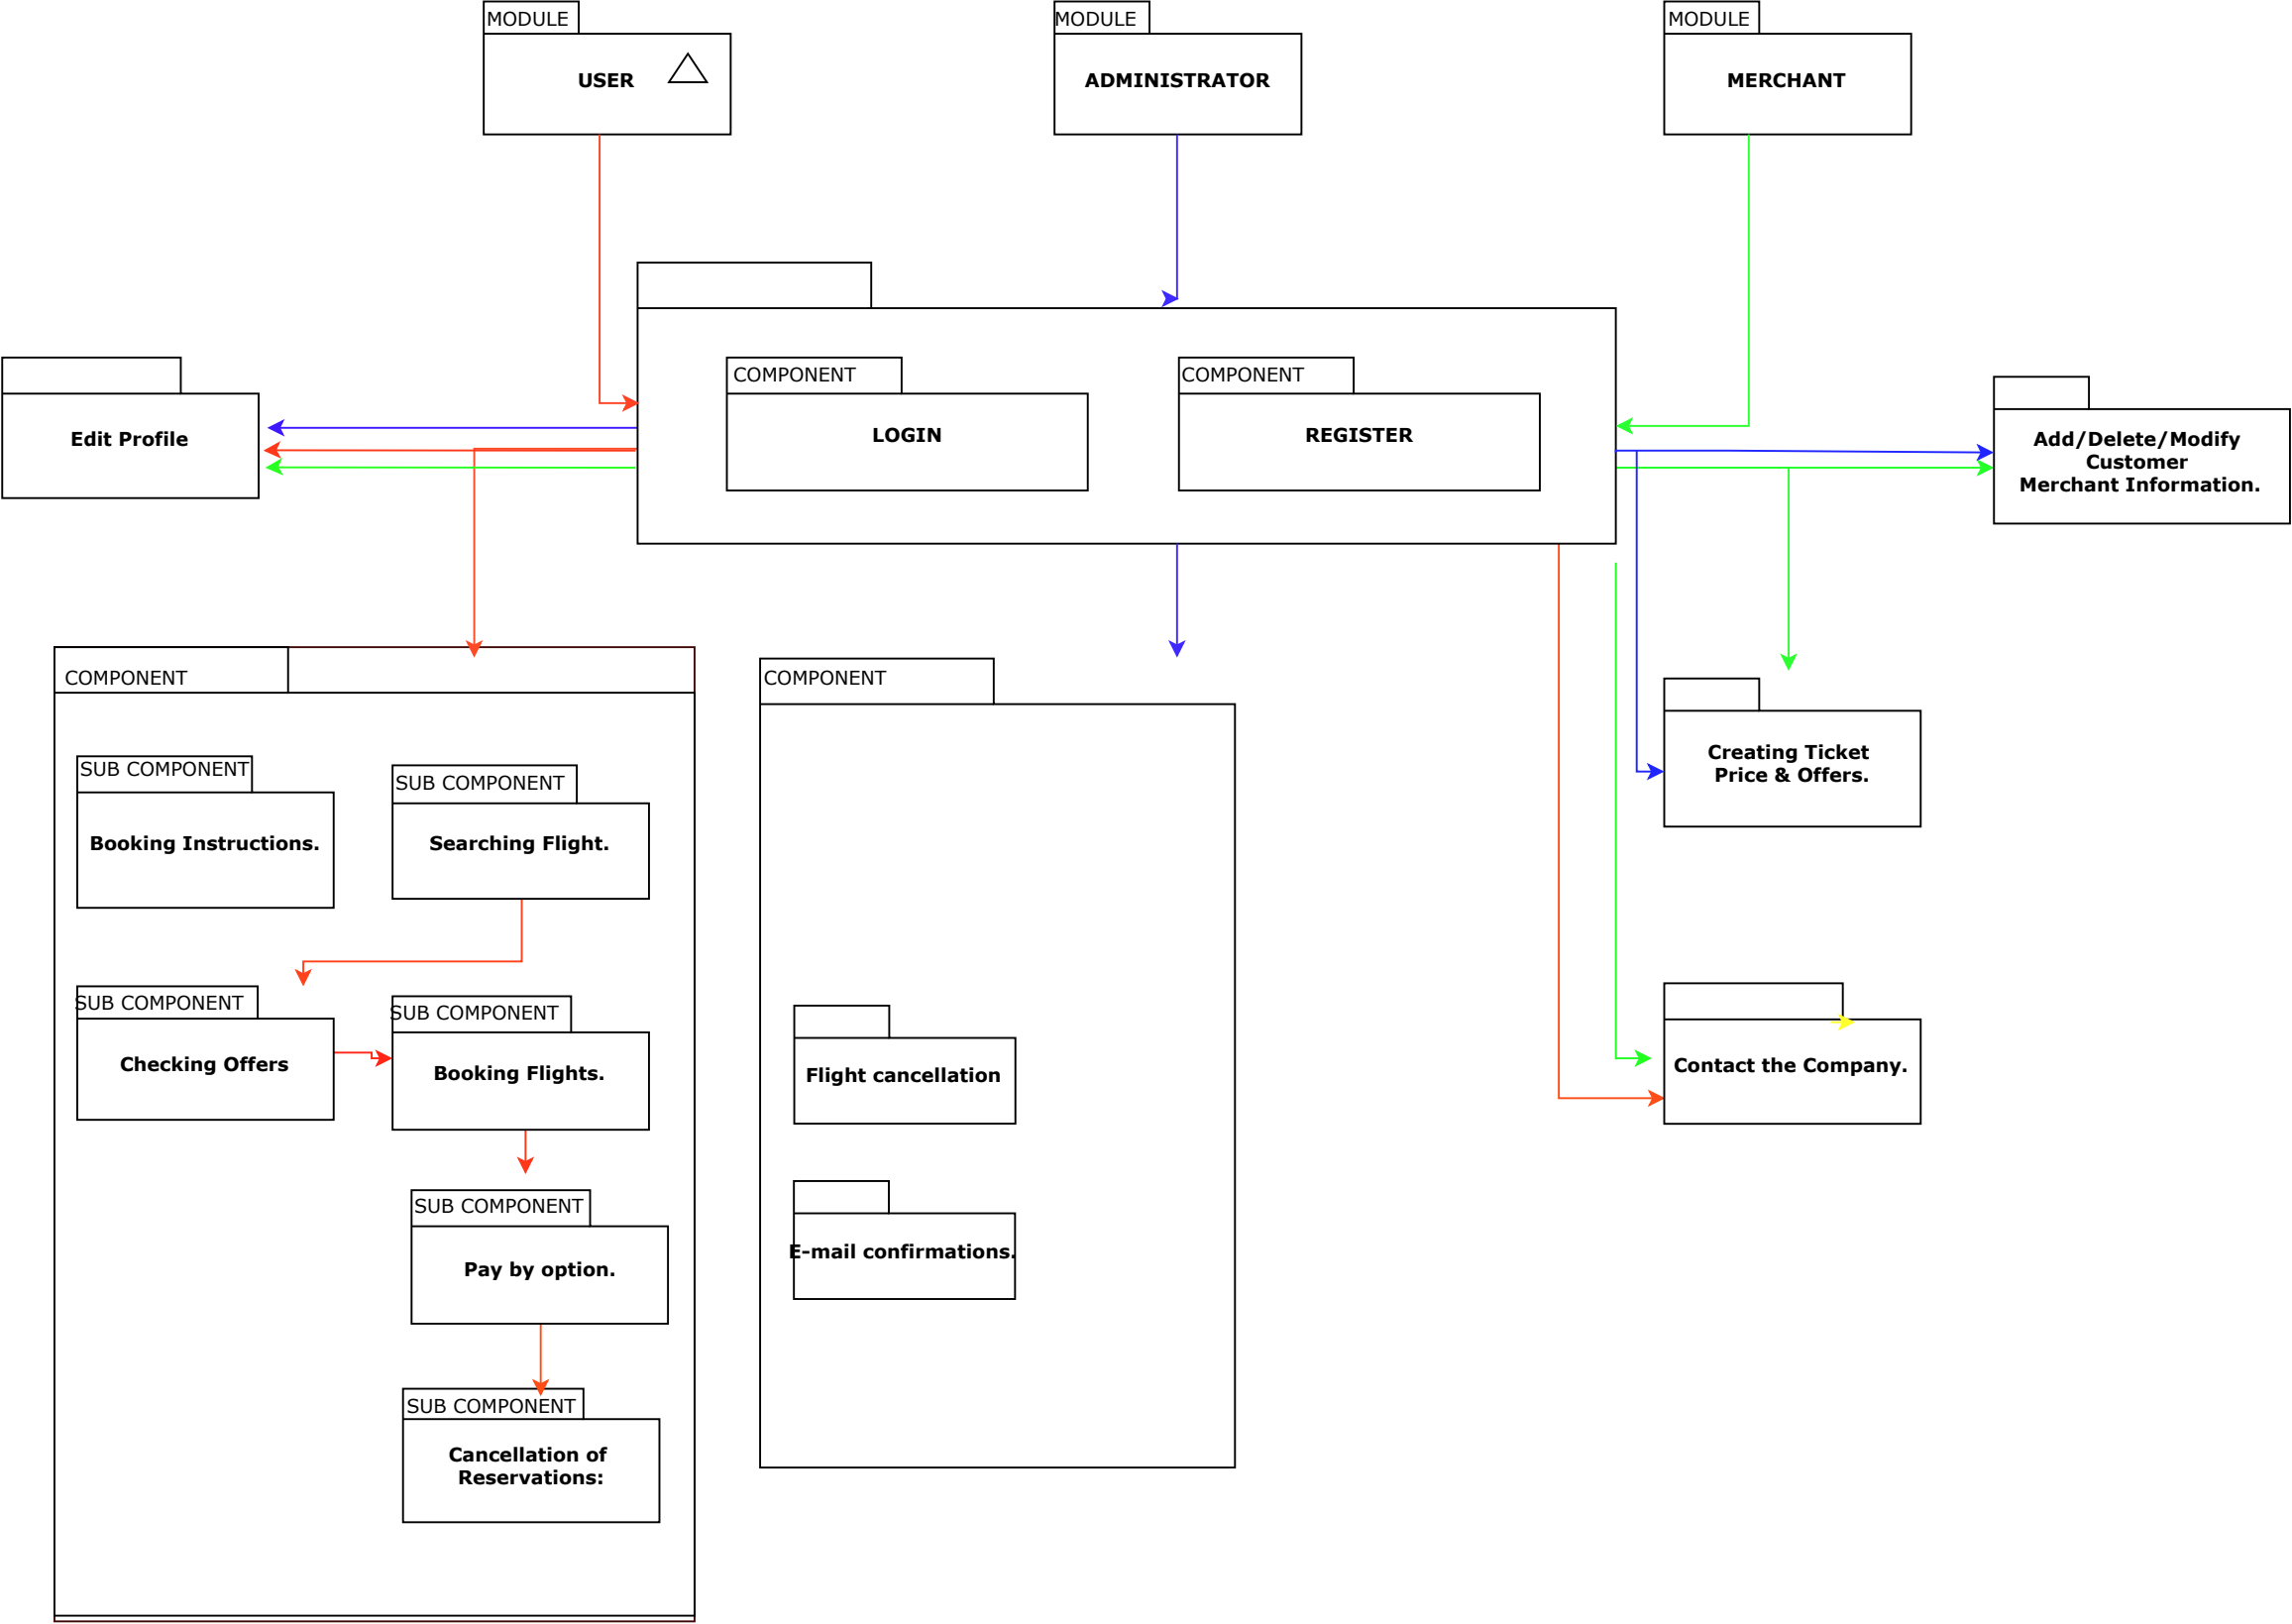 MODULE
USER
MODULE
ADMINISTRATOR
MODULE
MERCHANT
COMPONENT
LOGIN
COMPONENT
REGISTER
Edit Profile
Add/Delete/Modify
Customer
Merchant Information.
COMPONENT
SUB COMPONENT
Booking Instructions.
SUB COMPONENT
Searching Flight.
SUB COMPONENT
Checking Offers
SUB COMPONENT
Booking Flights.
SUB COMPONENT
Pay by option.
SUB COMPONENT
Cancellation of
Reservations:
COMPONENT
Flight cancellation
E-mail confirmations.
Creating Ticket
Price & Offers.
Contact the Company.